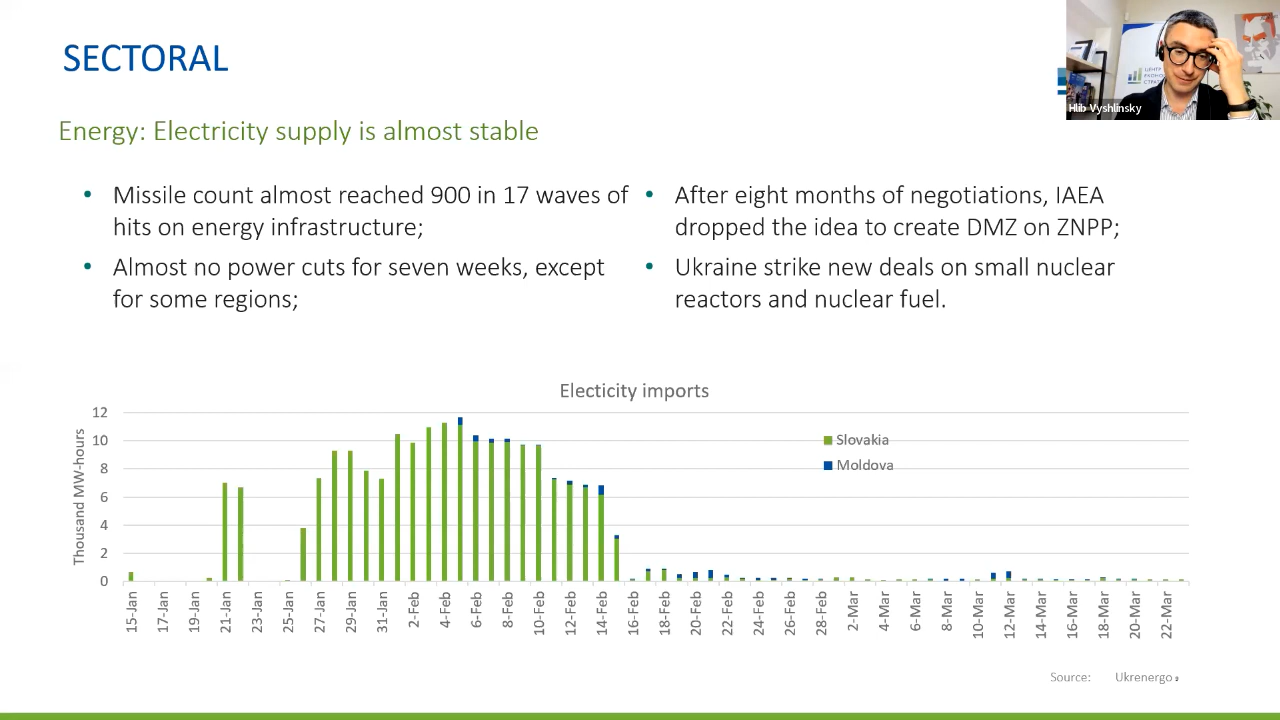 SECTORAL
Hlib Vyshlinsky
Energy: Electricity supply is almost stable
• Missile count almost reached 900 in 17 waves of
hits on energy infrastructure;
• Almost no power cuts for seven weeks, except
for some regions;
• After eight months of negotiations, IAEA
dropped the idea to create DMZ on ZNPP;
• Ukraine strike new deals on small nuclear
reactors and nuclear fuel.
Electicity imports
Thousand MW-hours
12
10
8
6
4
2
0
Slovakia
Moldova
15-Jan
17-Jan
19-Jan
21-Jan
23-Jan
25-Jan
27-Jan
29-Jan
31-Jan
2-Feb
4-Feb
6-Feb
8-Feb
10-Feb
12-Feb
14-Feb
16-Feb
18-Feb
20-Feb
22-Feb
24-Feb
26-Feb
28-Feb
2-Mar
4-Mar
6-Mar
8-Mar
10-Mar
12-Mar
14-Mar
16-Mar
18-Mar
20-Mar
22-Mar
Source: Ukrenergo